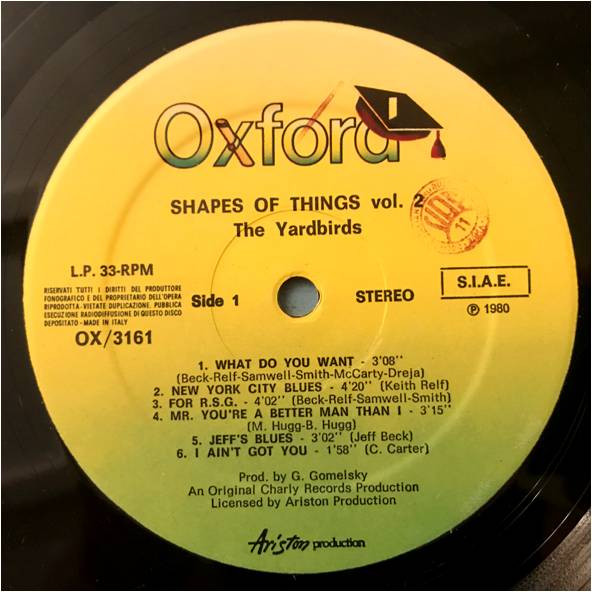 Oxford
SHAPES OF THINGS vol. 2
The Yardbirds
L.P. 33-RPM
RISERVATI TUTTI I DIRITTI DEL PRODUTTORE
FONOGRAFICO E DEL PROPRIETARIO DELL'OPERA
RIPRODOTTA - VIETATE DUPLICAZIONE. PUBBLICA
ESECUZIONE RADIODIFFUSIONE DI QUESTO DISCO
DEPOSITATO - MADE IN ITALY
OX/3161
Side 1
STEREO
S.I.A.E.
Ⓟ 1980
11
1. WHAT DO YOU WANT - 3'08''
(Beck-Relf-Samwell-Smith-McCarty-Dreja)
2. NEW YORK CITY BLUES - 4'20'' (Keith Relf)
3. FOR R.S.G. - 4'02'' (Beck-Relf-Samwell-Smith)
4. MR. YOU'RE A BETTER MAN THAN I - 3'15''
(M. Hugg-B. Hugg)
5. JEFF'S BLUES - 3'02'' (Jeff Beck)
6. I AIN'T GOT YOU - 1'58'' (C. Carter)
Prod. by G. Gomelsky
An Original Charly Records Production
Licensed by Ariston Production
Ariston production